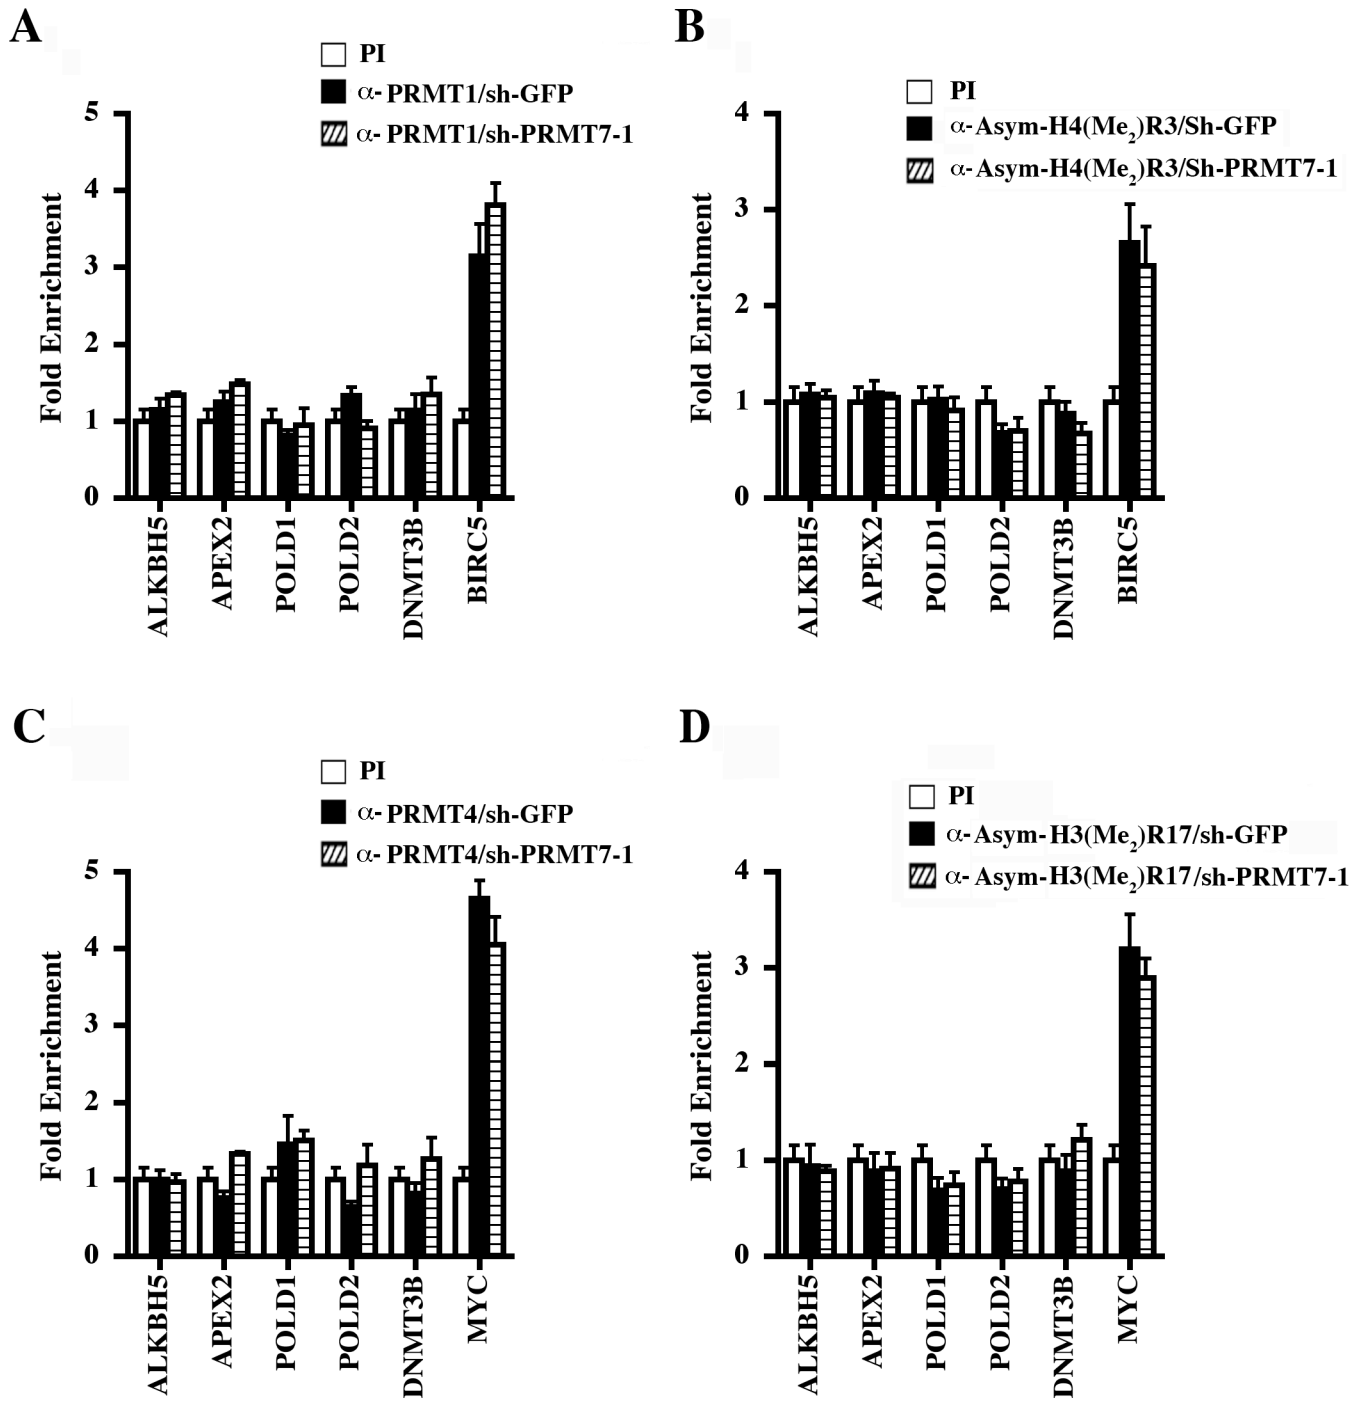 A
PI
α- PRMT1/sh-GFP
α- PRMT1/sh-PRMT7-1
5
4
3
2
1
0
Fold Enrichment
ALKBH5
APEX2
POLD1
POLD2
DNMT3B
BIRC5
B
PI
α-Asym-H4(Me2)R3/Sh-GFP
α-Asym-H4(Me2)R3/Sh-PRMT7-1
4
3
2
1
0
Fold Enrichment
ALKBH5
APEX2
POLD1
POLD2
DNMT3B
BIRC5
C
PI
α- PRMT4/sh-GFP
α- PRMT4/sh-PRMT7-1
5
4
3
2
1
0
Fold Enrichment
ALKBH5
APEX2
POLD1
POLD2
DNMT3B
MYC
D
PI
α-Asym-H3(Me2)R17/sh-GFP
α-Asym-H3(Me2)R17/sh-PRMT7-1
4
3
2
1
0
Fold Enrichment
ALKBH5
APEX2
POLD1
POLD2
DNMT3B
MYC